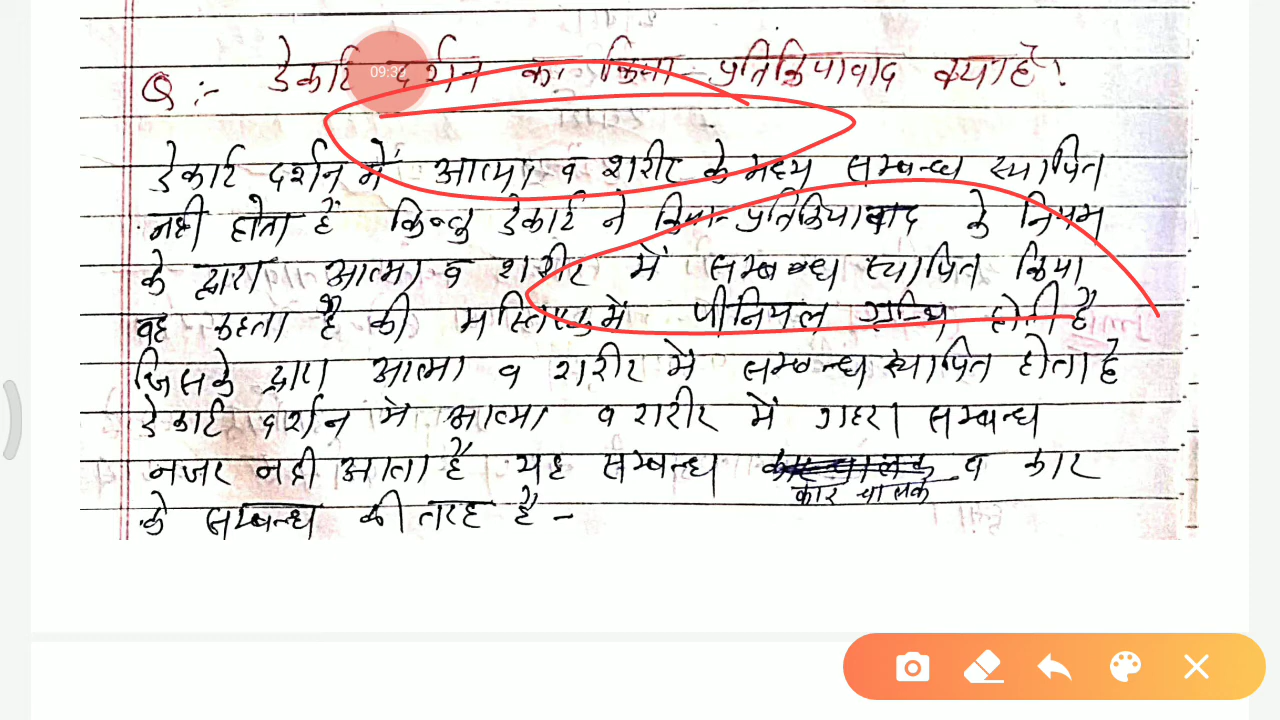 Q :- डेकार्ट दर्शन का क्रिया-प्रतिक्रियावाद क्या है?
09:39
डेकार्ट दर्शन में आत्मा व शरीर के मध्य सम्बन्ध स्थापित
नही होता है किन्तु डेकार्ट ने क्रिया-प्रतिक्रियावाद के नियम
के द्वारा आत्मा व शरीर में सम्बन्ध स्थापित किया
वह कहता है की मस्तिष्क में पीनियल ग्रन्थि होती है
जिसके द्वारा आत्मा व शरीर में सम्बन्ध स्थापित होता है
डेकार्ट दर्शन मे आत्मा व शरीर में गहरा सम्बन्ध
नजर नही आता है यह सम्बन्ध कार चालक व कार
के सम्बन्ध की तरह है -